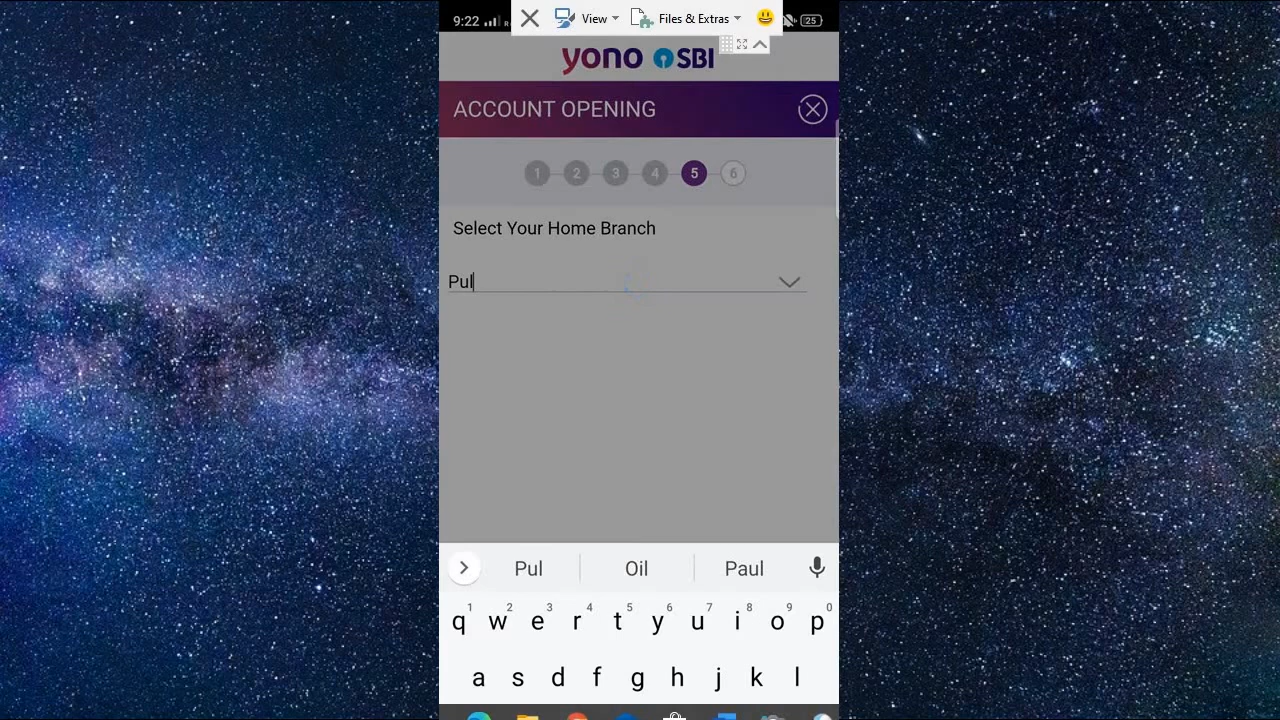 9:22
View
Files & Extras
25
yono SBI
ACCOUNT OPENING
1 2 3 4 5 6
Select Your Home Branch
Pul
Pul Oil Paul
1 2 3 4 5 6 7 8 9 0
q w e r t y u i o p
a s d f g h j k l